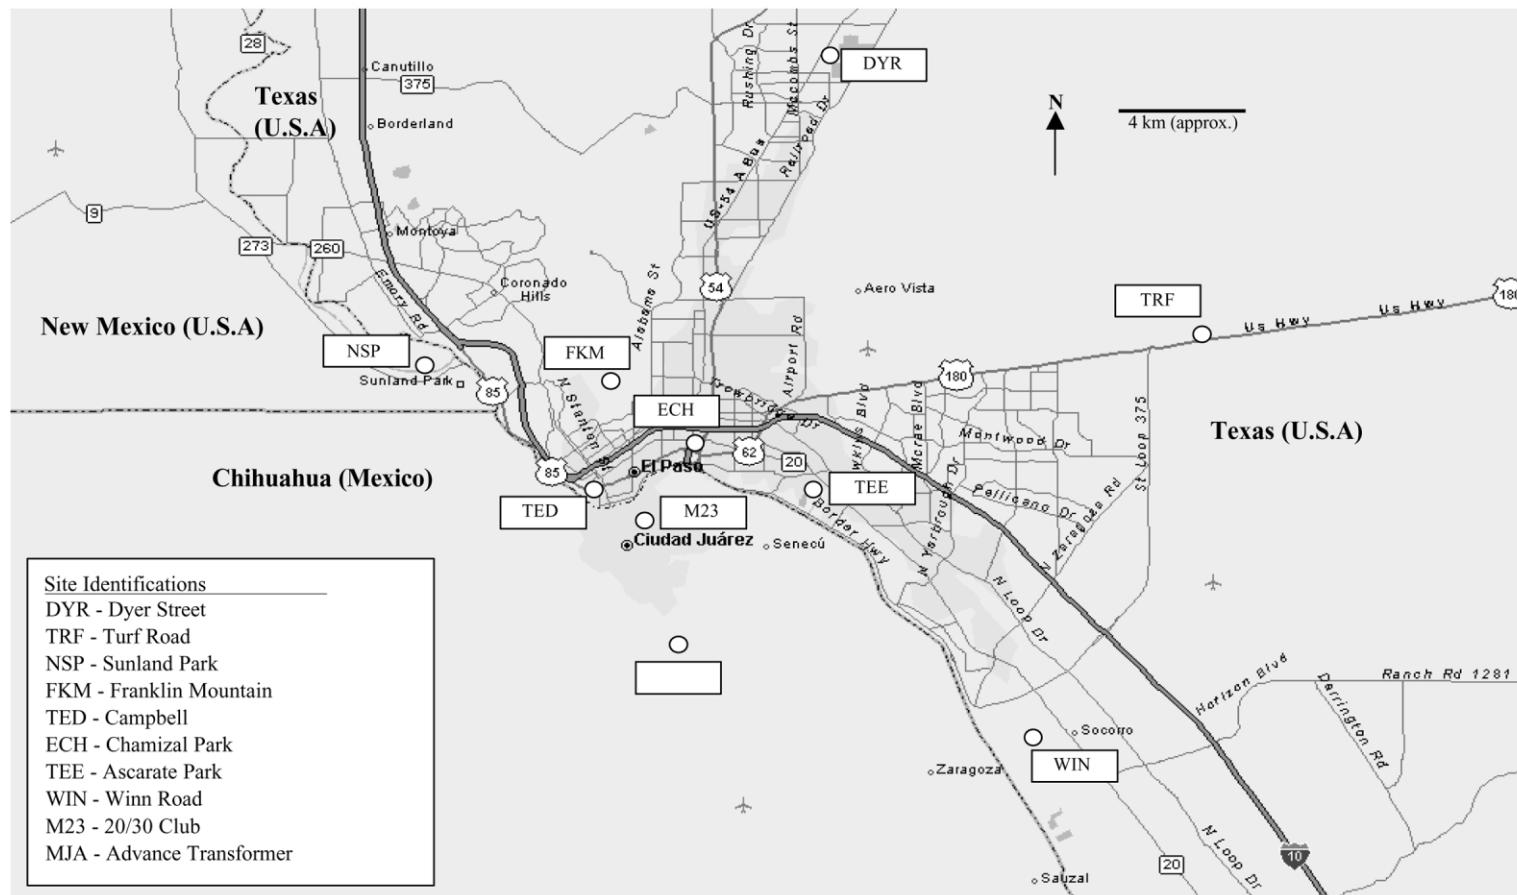 28
Canutillo
375
Texas
(U.S.A)
Borderland
Rushing Dr
Mccombs St
DYR
Railroad Dr
US-54 A Bus
N
4 km (approx.)
9
Montoya
273
260
Coronado
Hills
Emory Rd
Alabama St
54
Aero Vista
TRF
Us Hwy
Us Hwy
180
New Mexico (U.S.A)
NSP
FKM
Airport Rd
Sunland Park
85
N Stanton St
ECH
Trowbridge Dr
180
Mcrae Blvd
Montwood Dr
St Loop 375
Texas (U.S.A)
Chihuahua (Mexico)
85
El Paso
62
20
wkins Blvd
N Yarbrough Dr
Pellicano Dr
N Zaragoza Rd
TED
M23
TEE
Border Hwy
Ciudad Juárez
Senecú
N Loop Dr
Site Identifications
DYR - Dyer Street
TRF - Turf Road
NSP - Sunland Park
FKM - Franklin Mountain
TED - Campbell
ECH - Chamizal Park
TEE - Ascarate Park
WIN - Winn Road
M23 - 20/30 Club
MJA - Advance Transformer
Horizon Blvd
Ranch Rd 1281
Darrington Rd
Socorro
WIN
Zaragoza
N Loop Dr
10
20
Sauzal